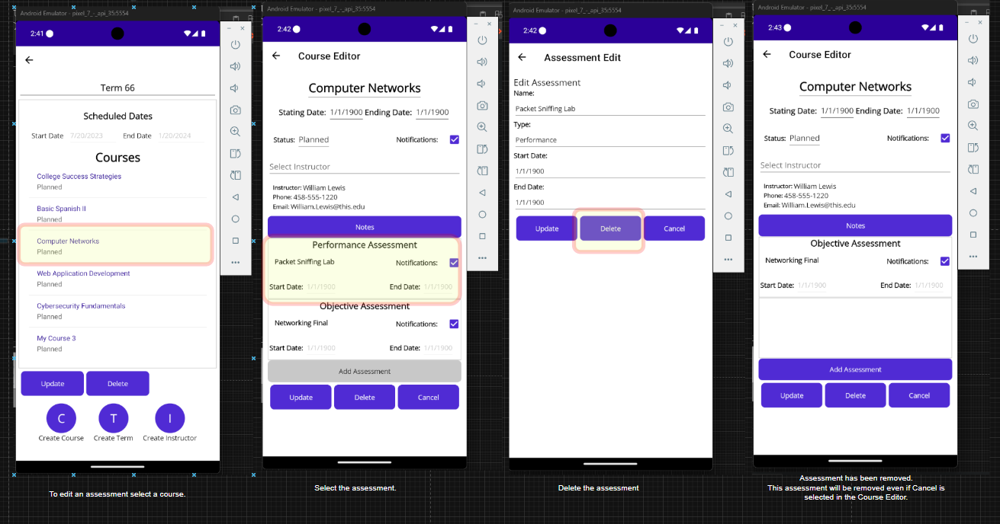 Android Emulator - pixel_7_-_api_35:5554
2:41
Term 66
Scheduled Dates
Start Date 7/20/2023 End Date 1/20/2024
Courses
College Success Strategies
Planned
Basic Spanish II
Planned
Computer Networks
Planned
Web Application Development
Planned
Cybersecurity Fundamentals
Planned
My Course 3
Planned
Update Delete
C T I
Create Course Create Term Create Instructor
To edit an assessment select a course.
Android Emulator - pixel_7_-_api_35:5554
2:42
Course Editor
Computer Networks
Stating Date: 1/1/1900 Ending Date: 1/1/1900
Status: Planned Notifications:
Select Instructor
Instructor: William Lewis
Phone: 458-555-1220
Email: William.Lewis@this.edu
Notes
Performance Assessment
Packet Sniffing Lab Notifications:
Start Date: 1/1/1900 End Date: 1/1/1900
Objective Assessment
Networking Final Notifications:
Start Date: 1/1/1900 End Date: 1/1/1900
Add Assessment
Update Delete Cancel
Select the assessment.
Android Emulator - pixel_7_-_api_35:5554
2:42
Assessment Edit
Edit Assessment
Name:
Packet Sniffing Lab
Type:
Performance
Start Date:
1/1/1900
End Date:
1/1/1900
Update Delete Cancel
Delete the assessment
Android Emulator - pixel_7_-_api_35:5554
2:43
Course Editor
Computer Networks
Stating Date: 1/1/1900 Ending Date: 1/1/1900
Status: Planned Notifications:
Select Instructor
Instructor: William Lewis
Phone: 458-555-1220
Email: William.Lewis@this.edu
Notes
Objective Assessment
Networking Final Notifications:
Start Date: 1/1/1900 End Date: 1/1/1900
Add Assessment
Update Delete Cancel
Assessment has been removed.
This assessment will be removed even if Cancel is
selected in the Course Editor.